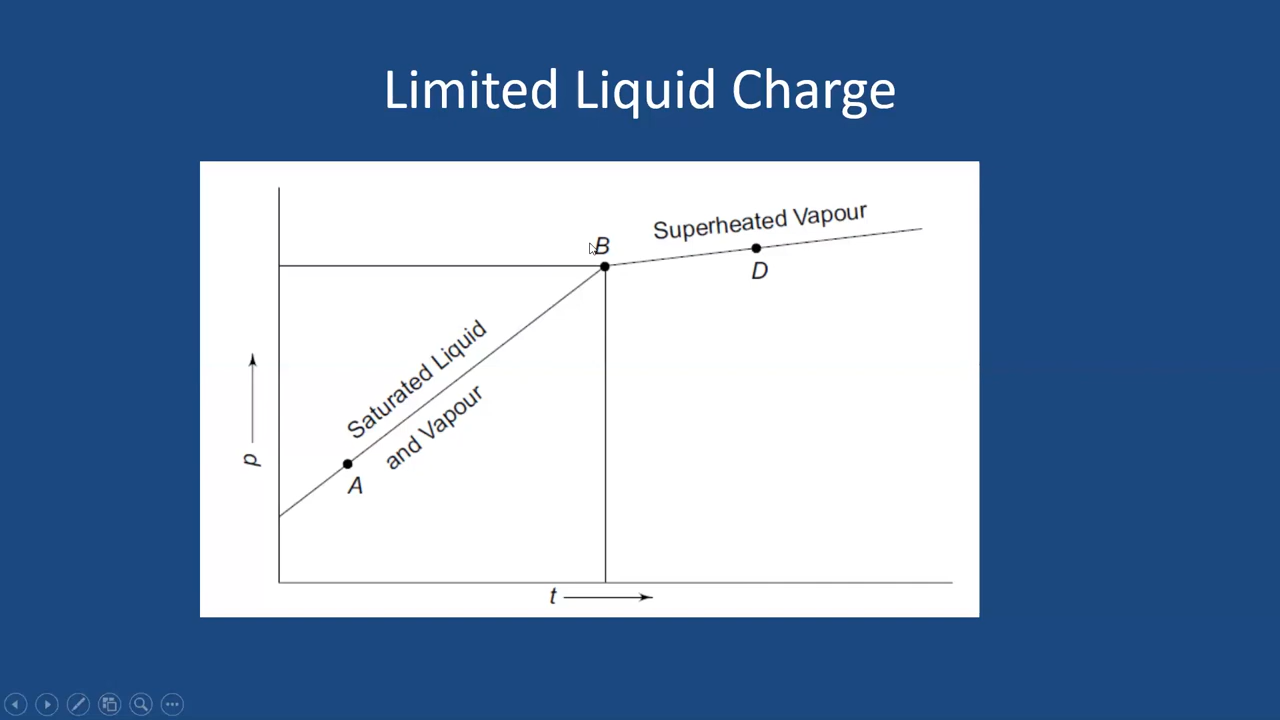 Limited Liquid Charge
Superheated Vapour
B
D
Saturated Liquid
and Vapour
A
p
t